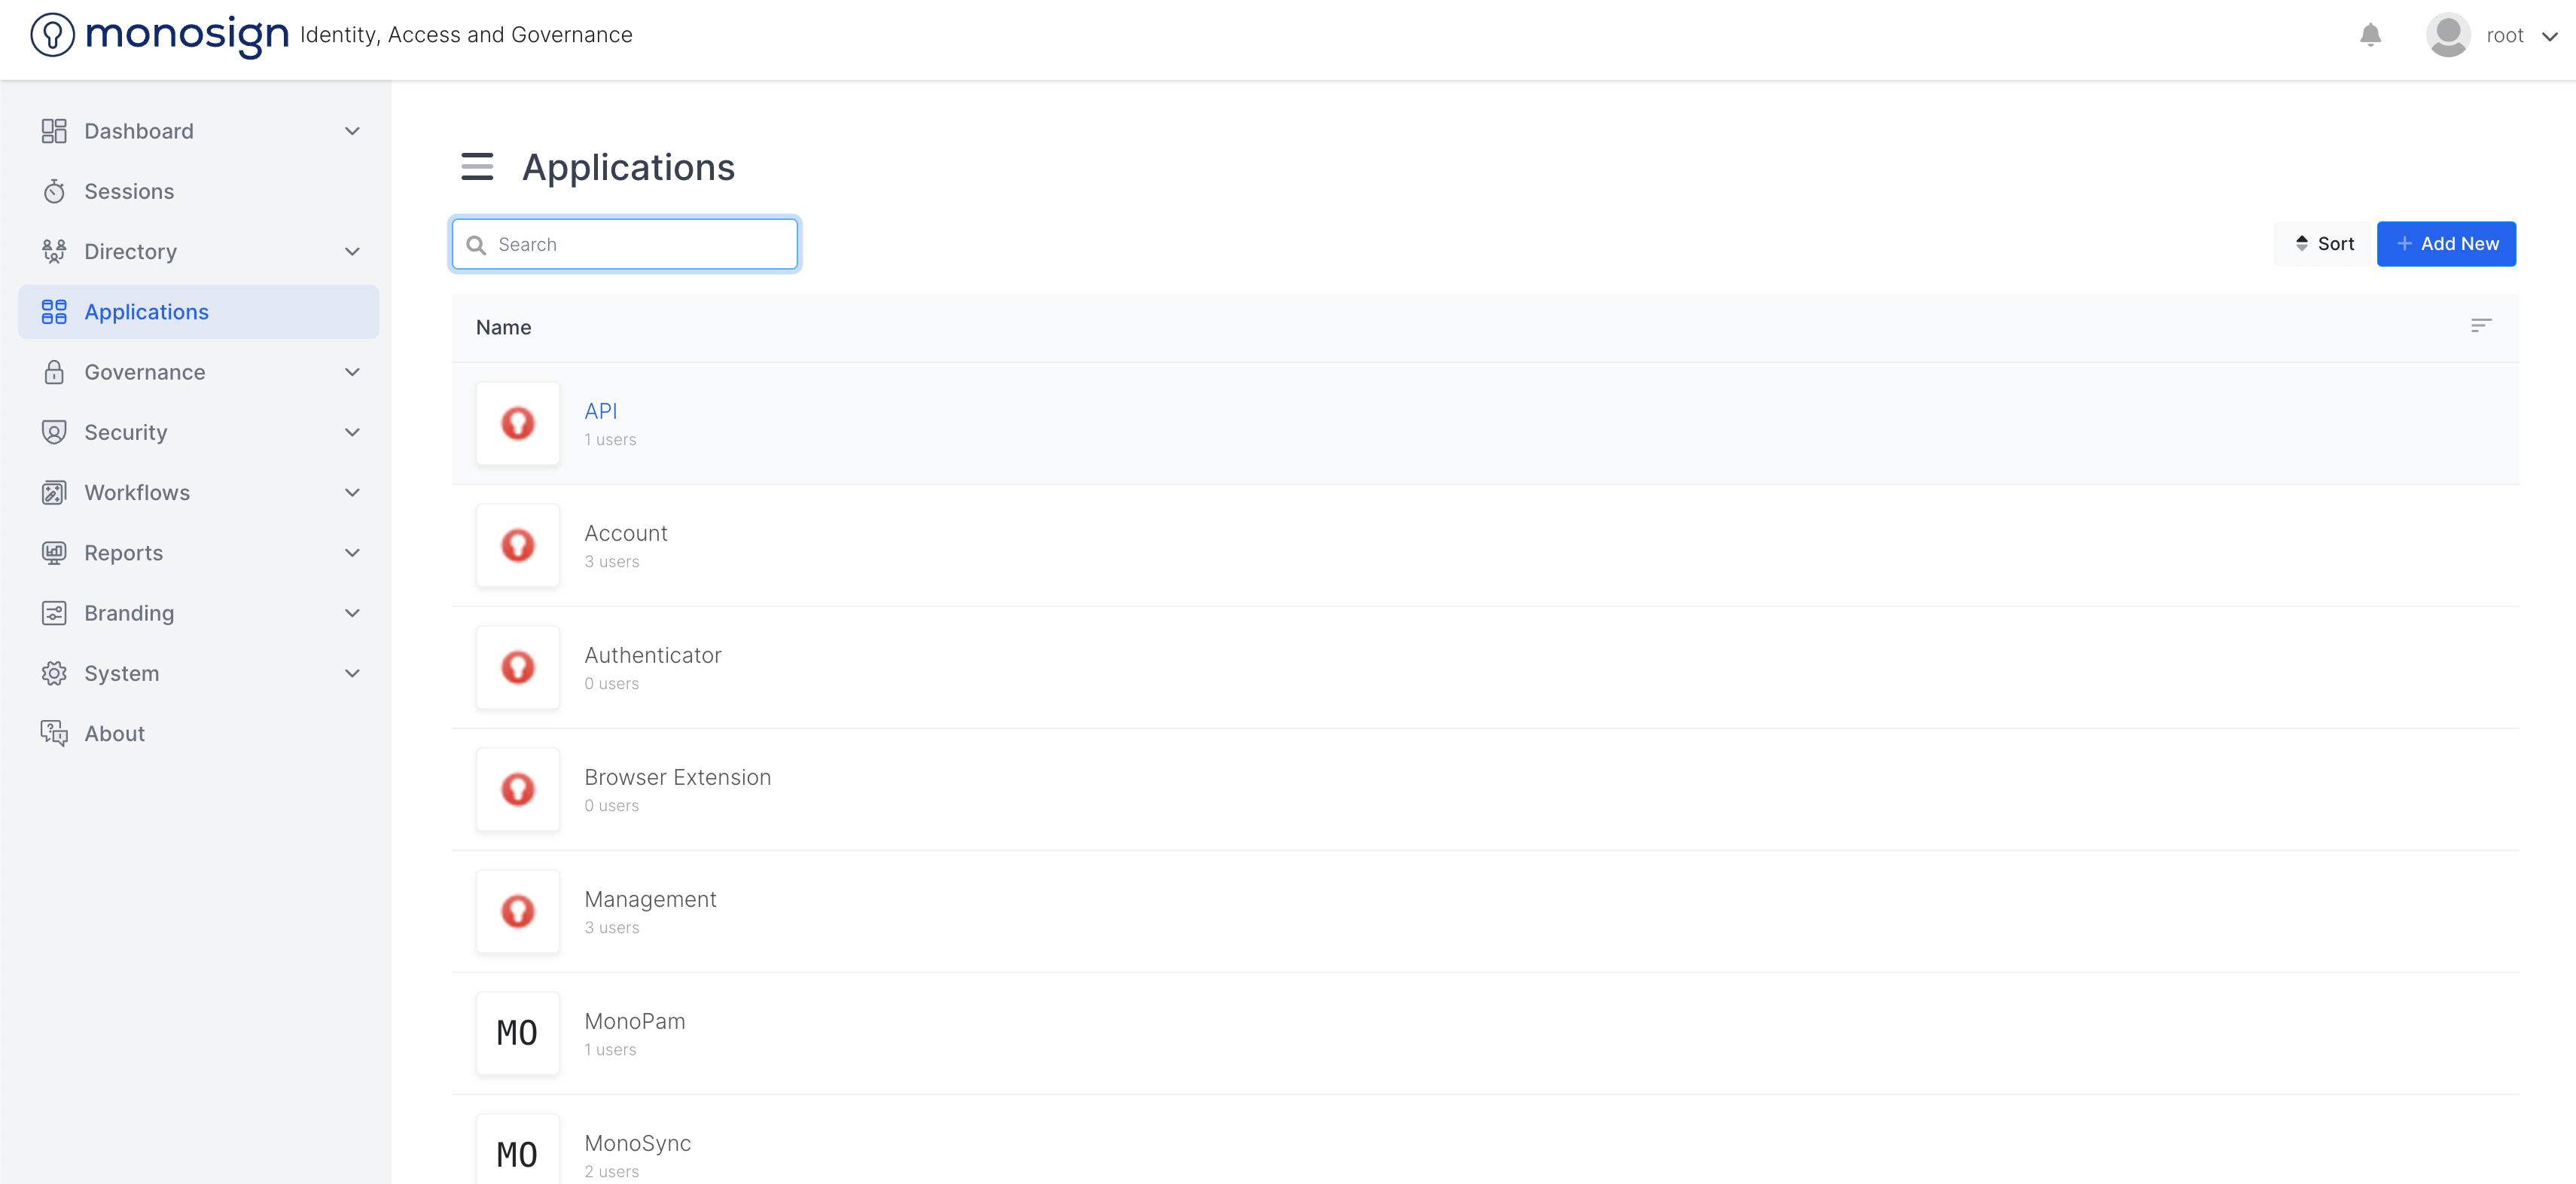 monosign Identity, Access and Governance
root
Dashboard
Sessions
Directory
Applications
Governance
Security
Workflows
Reports
Branding
System
About
Applications
Search
Sort
Add New
Name
API
1 users
Account
3 users
Authenticator
0 users
Browser Extension
0 users
Management
3 users
MO
MonoPam
1 users
MO
MonoSync
2 users